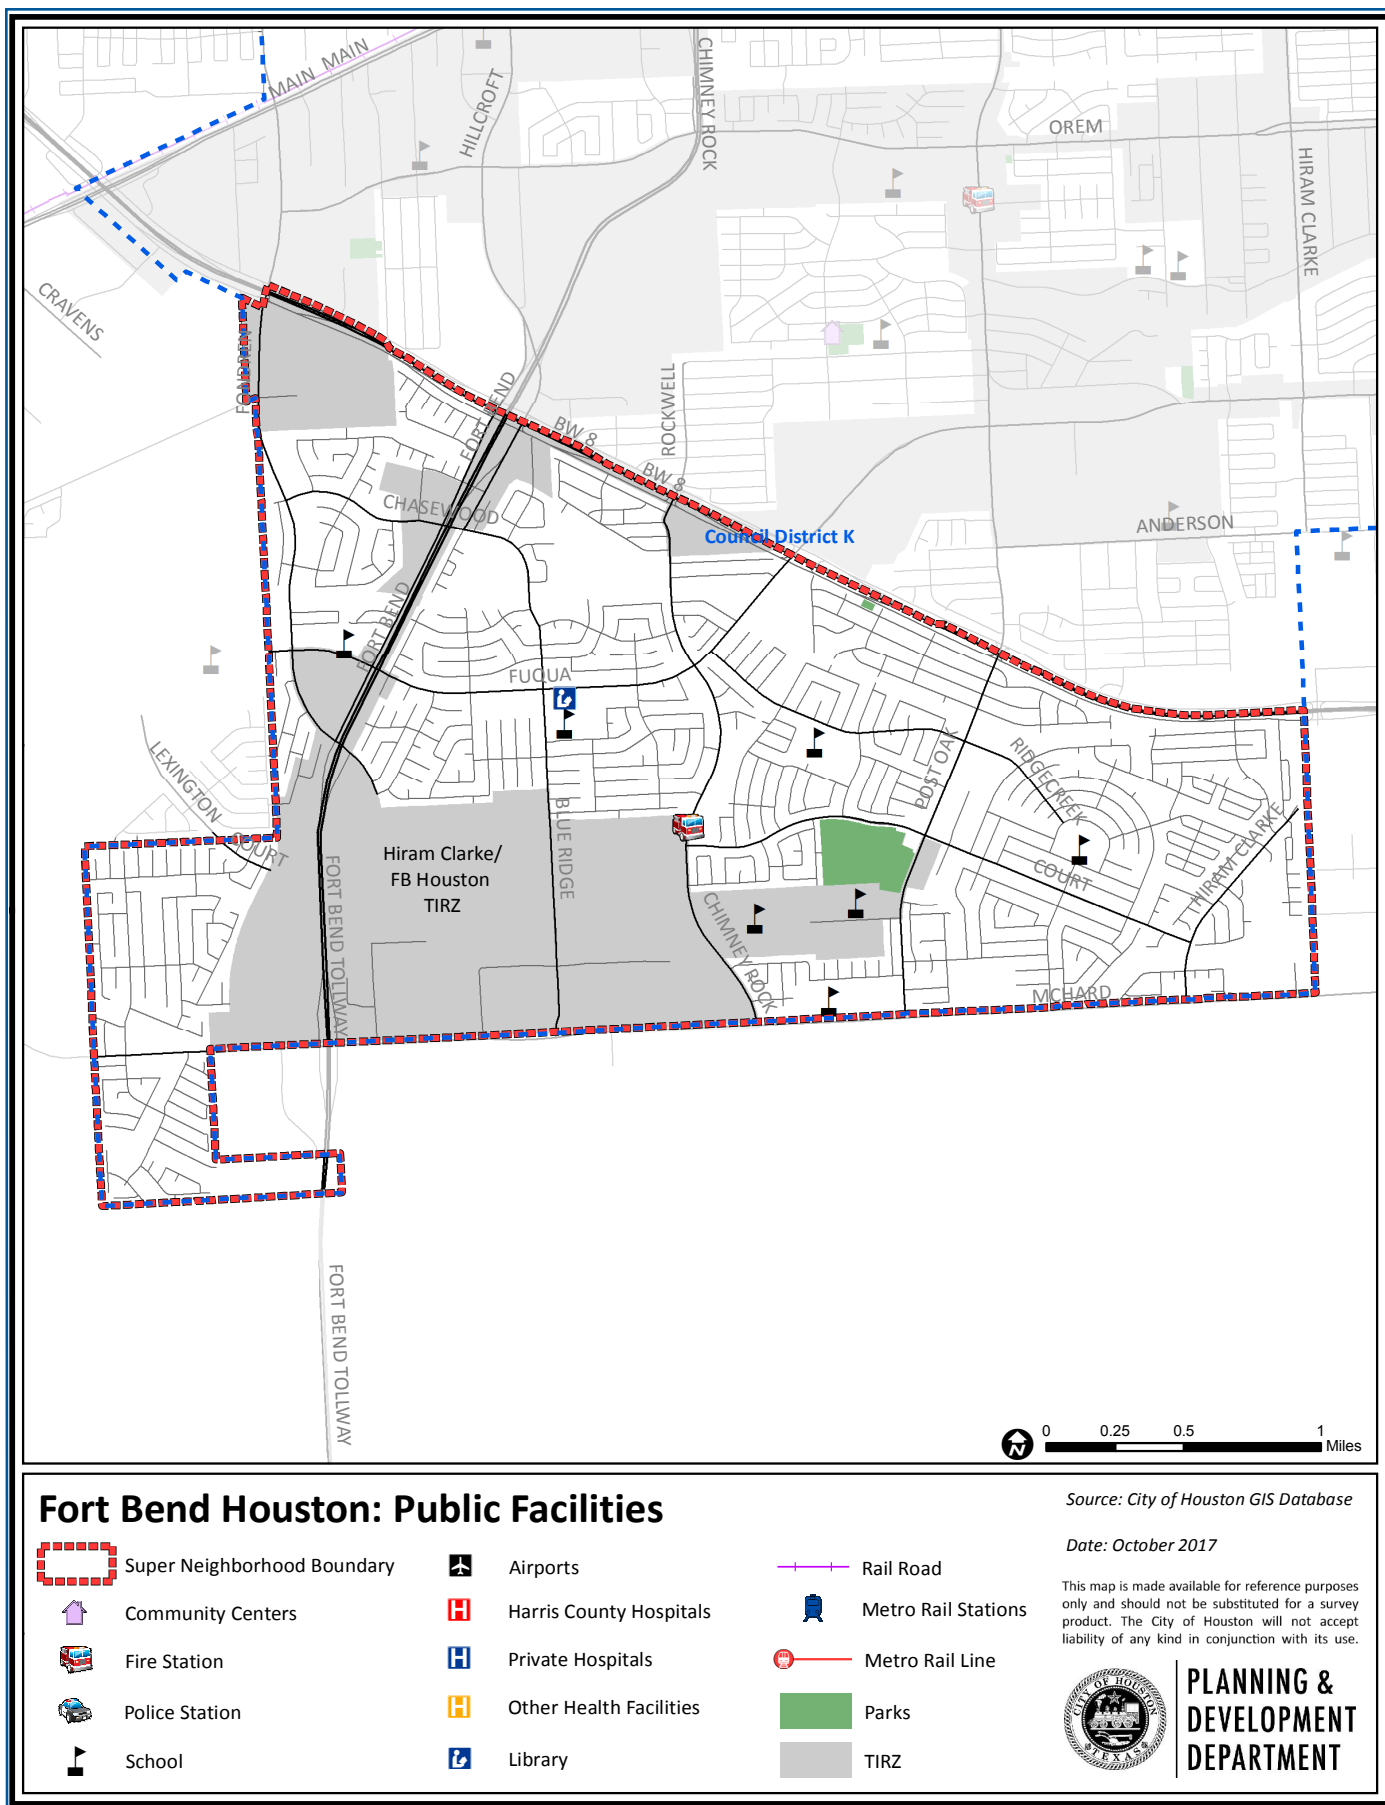 MAIN MAIN
HILLCROFT
CHIMNEY ROCK
OREM
HIRAM CLARKE
CRAVENS
FONDREN
FORT BEND
BW 8
ROCKWELL
BW 8
CHASEWOOD
Council District K
ANDERSON
FORT BEND
FUQUA
LEXINGTON
COURT
POST OAK
RIDGECREEK
BLUE RIDGE
Hiram Clarke/
FB Houston
TIRZ
FORT BEND TOLLWAY
CHIMNEY ROCK
COURT
HIRAM CLARKE
MCHARD
FORT BEND TOLLWAY
N
0 0.25 0.5 1
Miles
Fort Bend Houston: Public Facilities
Super Neighborhood Boundary
Community Centers
Fire Station
Police Station
School
Airports
H Harris County Hospitals
H Private Hospitals
H Other Health Facilities
Library
Rail Road
Metro Rail Stations
Metro Rail Line
Parks
TIRZ
Source: City of Houston GIS Database
Date: October 2017
This map is made available for reference purposes
only and should not be substituted for a survey
product. The City of Houston will not accept
liability of any kind in conjunction with its use.
CITY OF HOUSTON
TEXAS
PLANNING &
DEVELOPMENT
DEPARTMENT